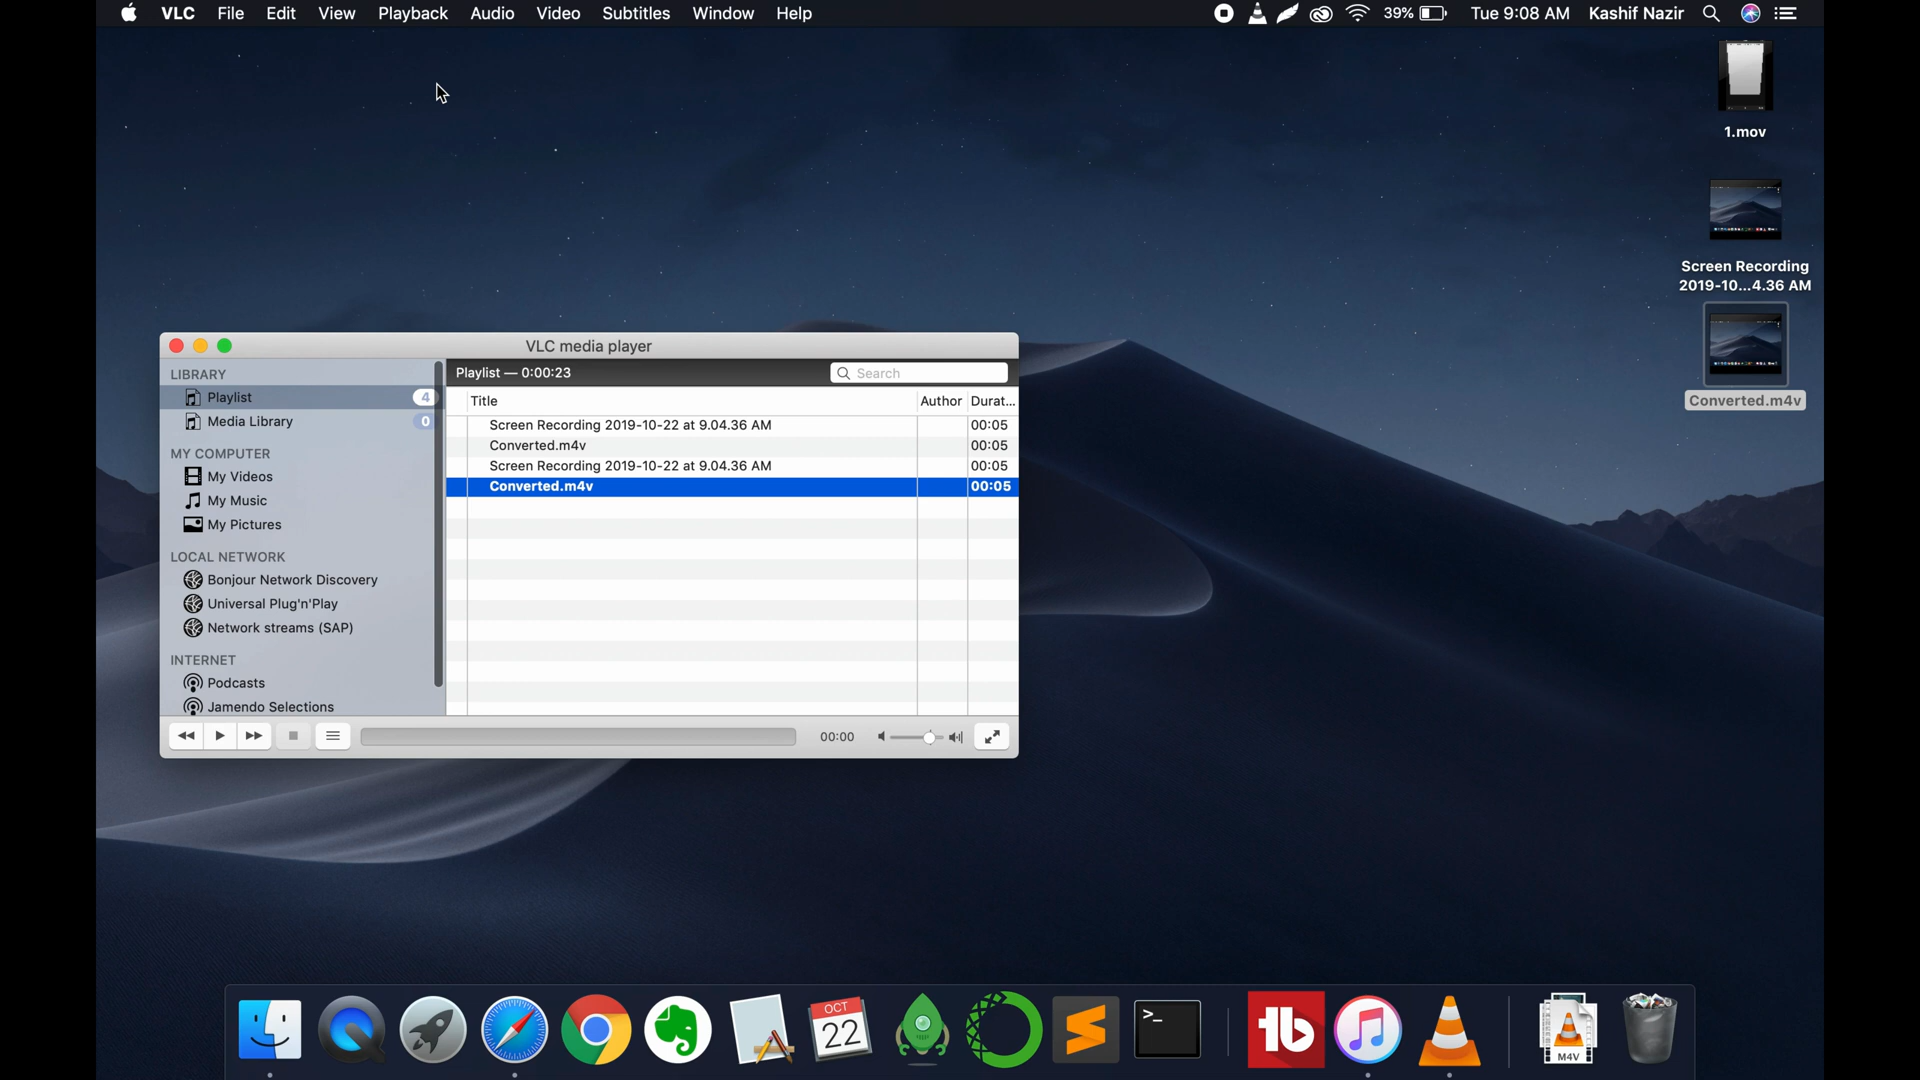 VLC File Edit View Playback Audio Video Subtitles Window Help 39% Tue 9:08 AM Kashif Nazir
1.mov
Screen Recording
2019-10...4.36 AM
Converted.m4v
VLC media player
LIBRARY
Playlist 4
Media Library 0
MY COMPUTER
My Videos
My Music
My Pictures
LOCAL NETWORK
Bonjour Network Discovery
Universal Plug'n'Play
Network streams (SAP)
INTERNET
Podcasts
Jamendo Selections
Playlist — 0:00:23 Search
Title Author Durat...
Screen Recording 2019-10-22 at 9.04.36 AM 00:05
Converted.m4v 00:05
Screen Recording 2019-10-22 at 9.04.36 AM 00:05
Converted.m4v 00:05
00:00
OCT
22
>_
tb
M4V